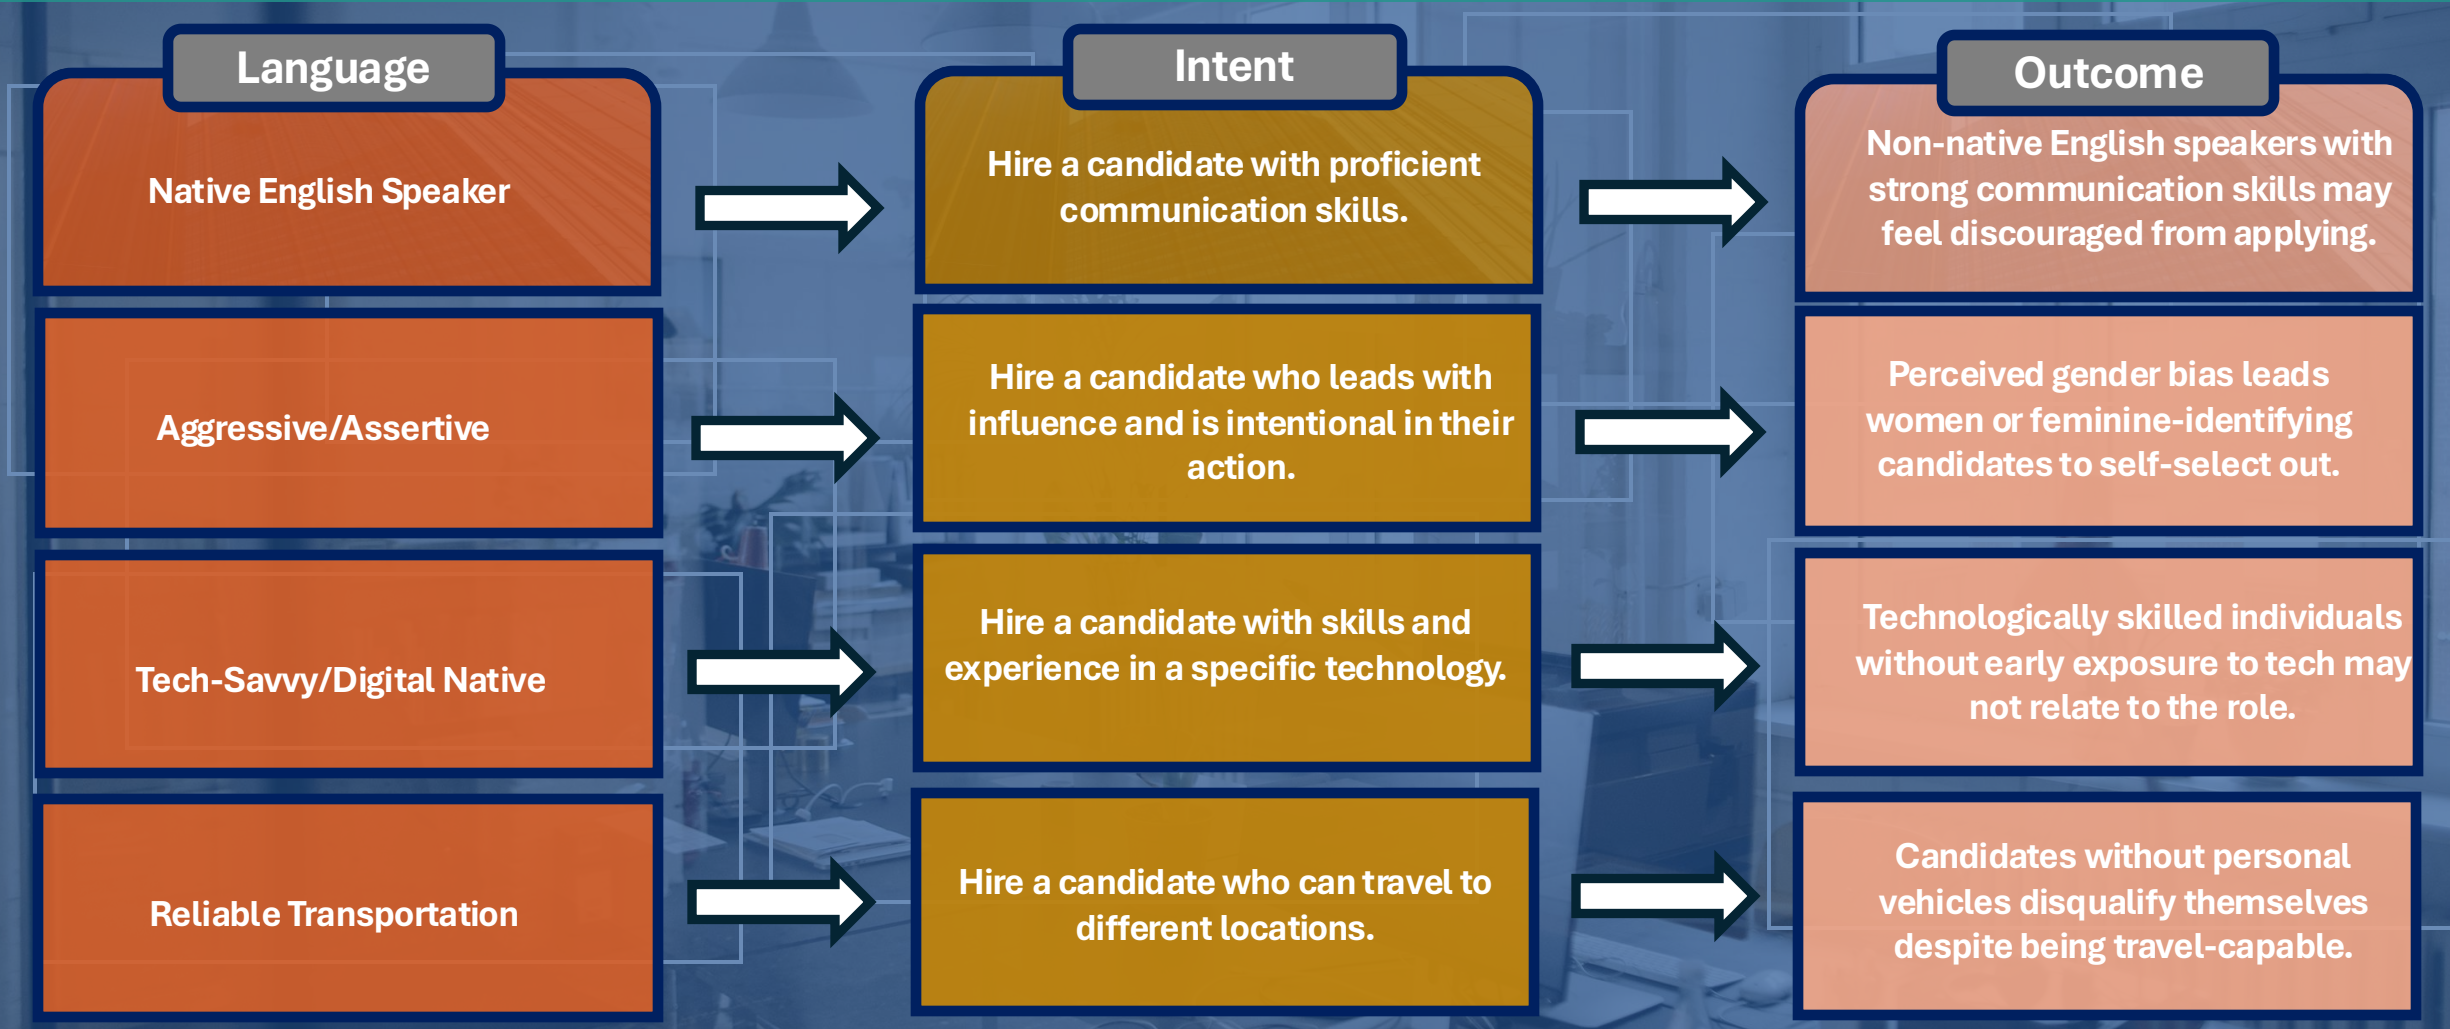 Language
Intent
Outcome
Native English Speaker
Hire a candidate with proficient
communication skills.
Non-native English speakers with
strong communication skills may
feel discouraged from applying.
Aggressive/Assertive
Hire a candidate who leads with
influence and is intentional in their
action.
Perceived gender bias leads
women or feminine-identifying
candidates to self-select out.
Tech-Savvy/Digital Native
Hire a candidate with skills and
experience in a specific technology.
Technologically skilled individuals
without early exposure to tech may
not relate to the role.
Reliable Transportation
Hire a candidate who can travel to
different locations.
Candidates without personal
vehicles disqualify themselves
despite being travel-capable.